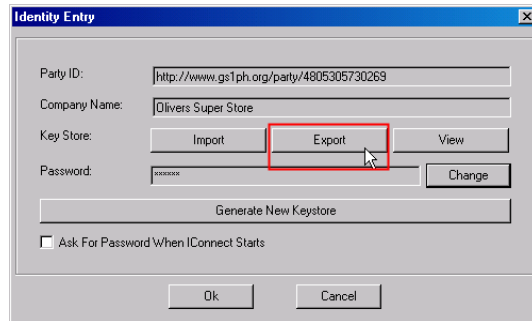 Identity Entry
Party ID: http://www.gs1ph.org/party/4805305730269
Company Name: Olivers Super Store
Key Store: Import Export View
Password: xxxxxx Change
Generate New Keystore
Ask For Password When IConnect Starts
Ok Cancel